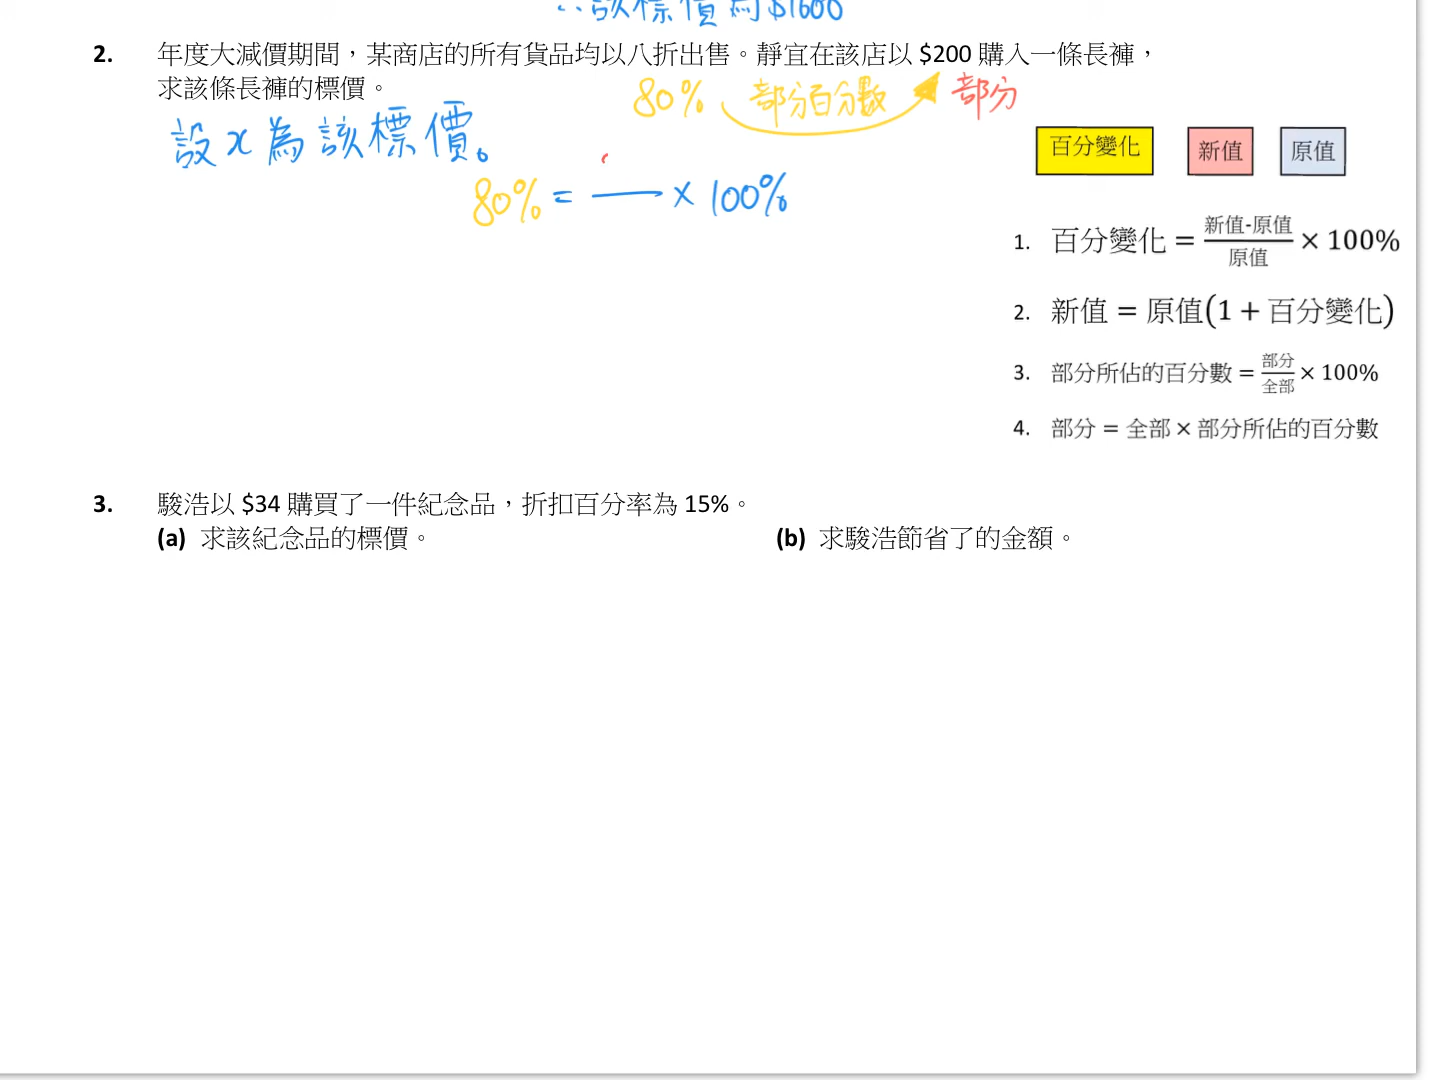 ∴該標價為$1600
2. 年度大減價期間，某商店的所有貨品均以八折出售。靜宜在該店以 $200 購入一條長褲，
求該條長褲的標價。
80% 部分百分數 部分
設 x 為該標價。
80% = — × 100%
百分變化 新值 原值
1. 百分變化 = 新值-原值/原值 × 100%
2. 新值 = 原值(1 + 百分變化)
3. 部分所佔的百分數 = 部分/全部 × 100%
4. 部分 = 全部 × 部分所佔的百分數
3. 駿浩以 $34 購買了一件紀念品，折扣百分率為 15%。
(a) 求該紀念品的標價。 (b) 求駿浩節省了的金額。